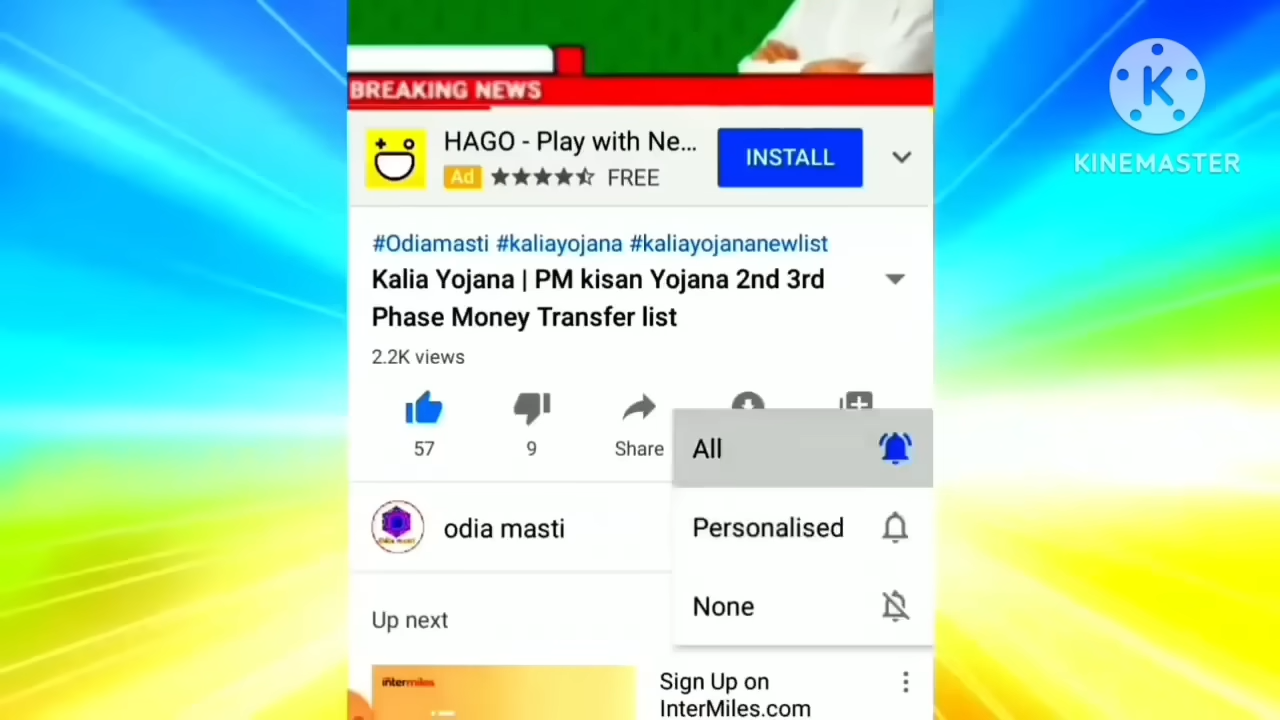 BREAKING NEWS
HAGO - Play with Ne...
Ad FREE
INSTALL
K
KINEMASTER
#Odiamasti #kaliayojana #kaliayojananewlist
Kalia Yojana | PM kisan Yojana 2nd 3rd
Phase Money Transfer list
2.2K views
57
9
Share
All
Personalised
None
odia masti
Up next
intermiles
Sign Up on
InterMiles.com